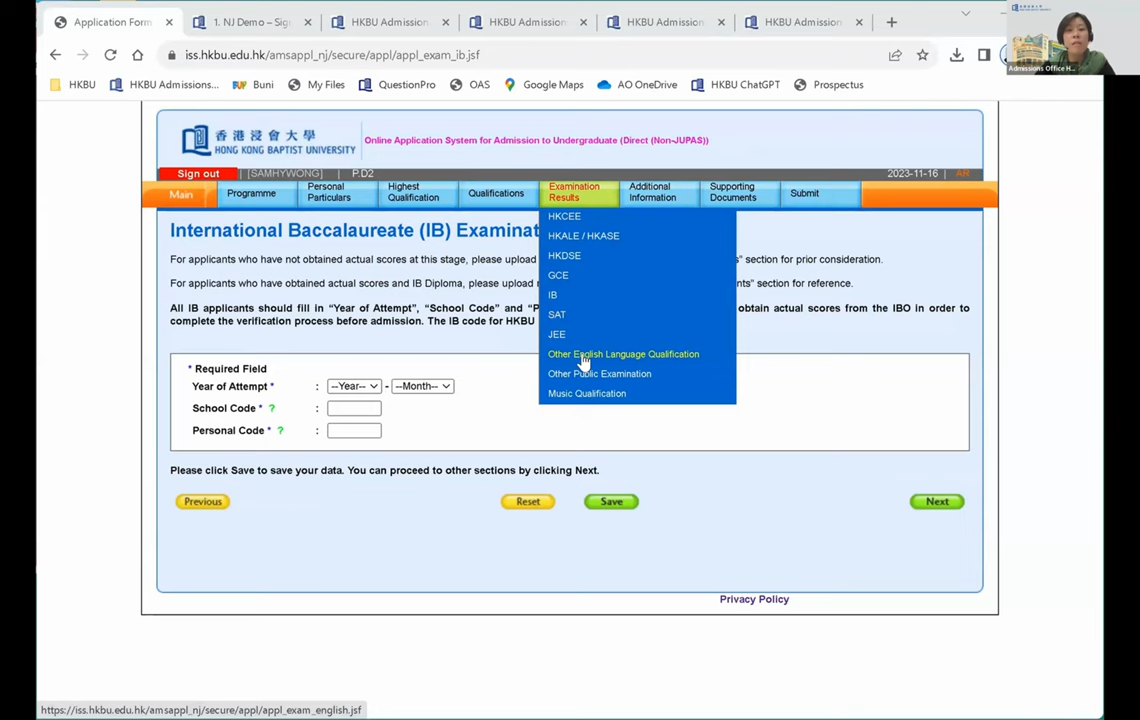 Application Form
1. NJ Demo – Sig
HKBU Admission
HKBU Admission
HKBU Admission
HKBU Admission
iss.hkbu.edu.hk/amsappl_nj/secure/appl/appl_exam_ib.jsf
HKBU
HKBU Admissions...
Buni
My Files
QuestionPro
OAS
Google Maps
AO OneDrive
HKBU ChatGPT
Prospectus
Admissions Office H...
香港浸會大學
HONG KONG BAPTIST UNIVERSITY
Online Application System for Admission to Undergraduate (Direct (Non-JUPAS))
Sign out | [SAMHYWONG] | P.D2
2023-11-16 | AR
Main
Programme
Personal Particulars
Highest Qualification
Qualifications
Examination Results
Additional Information
Supporting Documents
Submit
HKCEE
HKALE / HKASE
HKDSE
GCE
IB
SAT
JEE
Other English Language Qualification
Other Public Examination
Music Qualification
International Baccalaureate (IB) Examinat
For applicants who have not obtained actual scores at this stage, please upload
nts" section for prior consideration.
For applicants who have obtained actual scores and IB Diploma, please upload
nts" section for reference.
All IB applicants should fill in "Year of Attempt", "School Code" and "P
obtain actual scores from the IBO in order to
complete the verification process before admission. The IB code for HKBU
* Required Field
Year of Attempt * : --Year-- - --Month--
School Code * ? :
Personal Code * ? :
Please click Save to save your data. You can proceed to other sections by clicking Next.
Previous
Reset
Save
Next
Privacy Policy
https://iss.hkbu.edu.hk/amsappl_nj/secure/appl/appl_exam_english.jsf